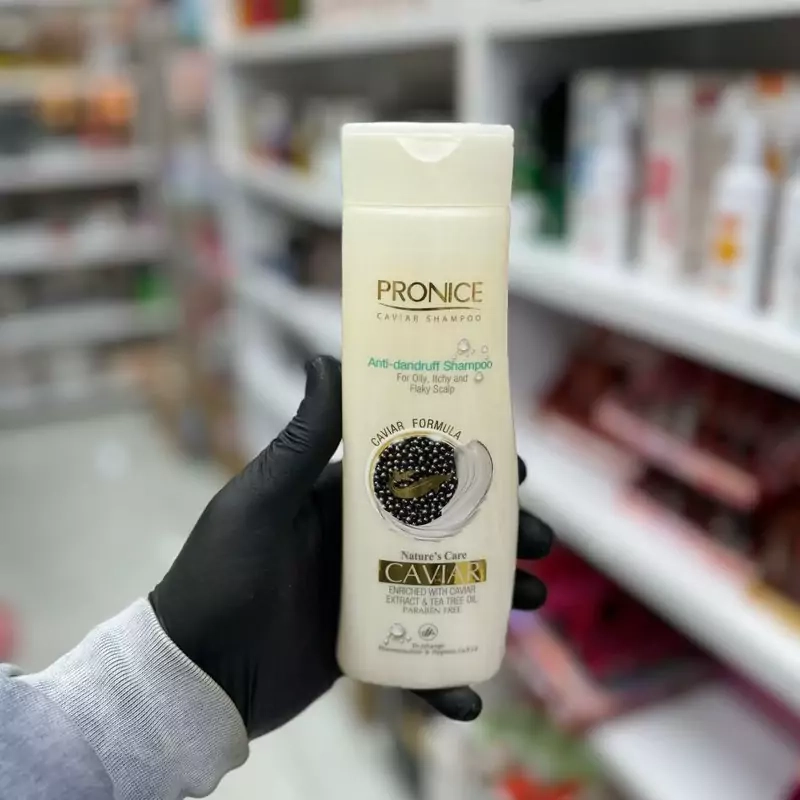 PRONICE
CAVIAR SHAMPOO
Anti-dandruff Shampoo
For Oily, Itchy and
Flaky Scalp
CAVIAR FORMULA
Nature's Care
CAVIAR
ENRICHED WITH CAVIAR
EXTRACT & TEA TREE OIL
PARABEN FREE